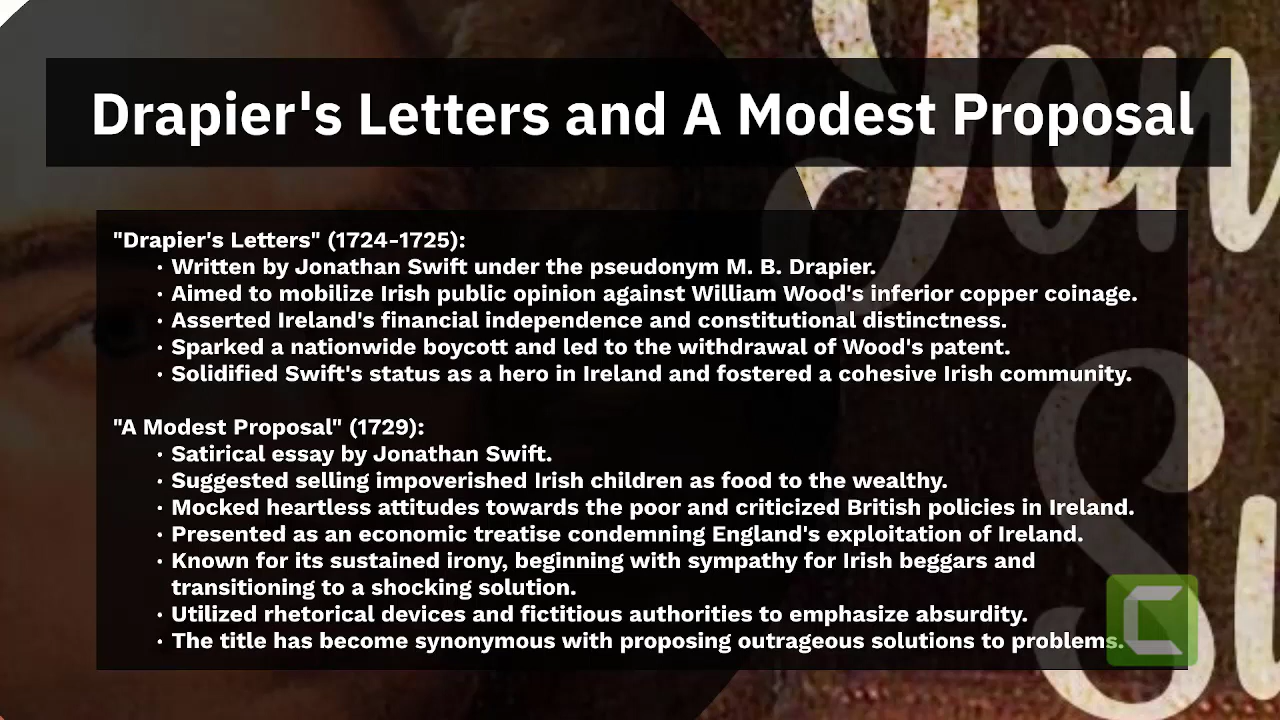 Drapier's Letters and A Modest Proposal
"Drapier's Letters" (1724-1725):
· Written by Jonathan Swift under the pseudonym M. B. Drapier.
· Aimed to mobilize Irish public opinion against William Wood's inferior copper coinage.
· Asserted Ireland's financial independence and constitutional distinctness.
· Sparked a nationwide boycott and led to the withdrawal of Wood's patent.
· Solidified Swift's status as a hero in Ireland and fostered a cohesive Irish community.
"A Modest Proposal" (1729):
· Satirical essay by Jonathan Swift.
· Suggested selling impoverished Irish children as food to the wealthy.
· Mocked heartless attitudes towards the poor and criticized British policies in Ireland.
· Presented as an economic treatise condemning England's exploitation of Ireland.
· Known for its sustained irony, beginning with sympathy for Irish beggars and
transitioning to a shocking solution.
· Utilized rhetorical devices and fictitious authorities to emphasize absurdity.
· The title has become synonymous with proposing outrageous solutions to problems.